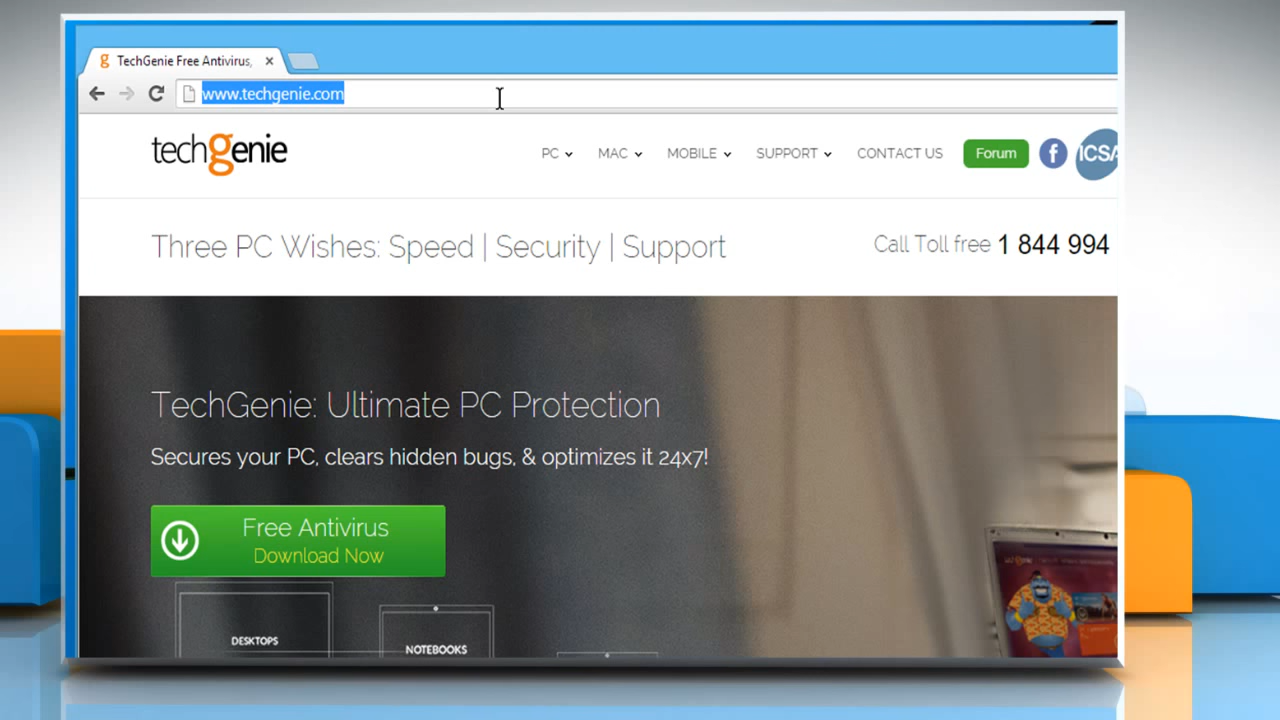 TechGenie Free Antivirus,
www.techgenie.com
techgenie
PC MAC MOBILE SUPPORT CONTACT US Forum f ICSA
Three PC Wishes: Speed | Security | Support
Call Toll free 1 844 994
TechGenie: Ultimate PC Protection
Secures your PC, clears hidden bugs, & optimizes it 24x7!
Free Antivirus
Download Now
DESKTOPS
NOTEBOOKS